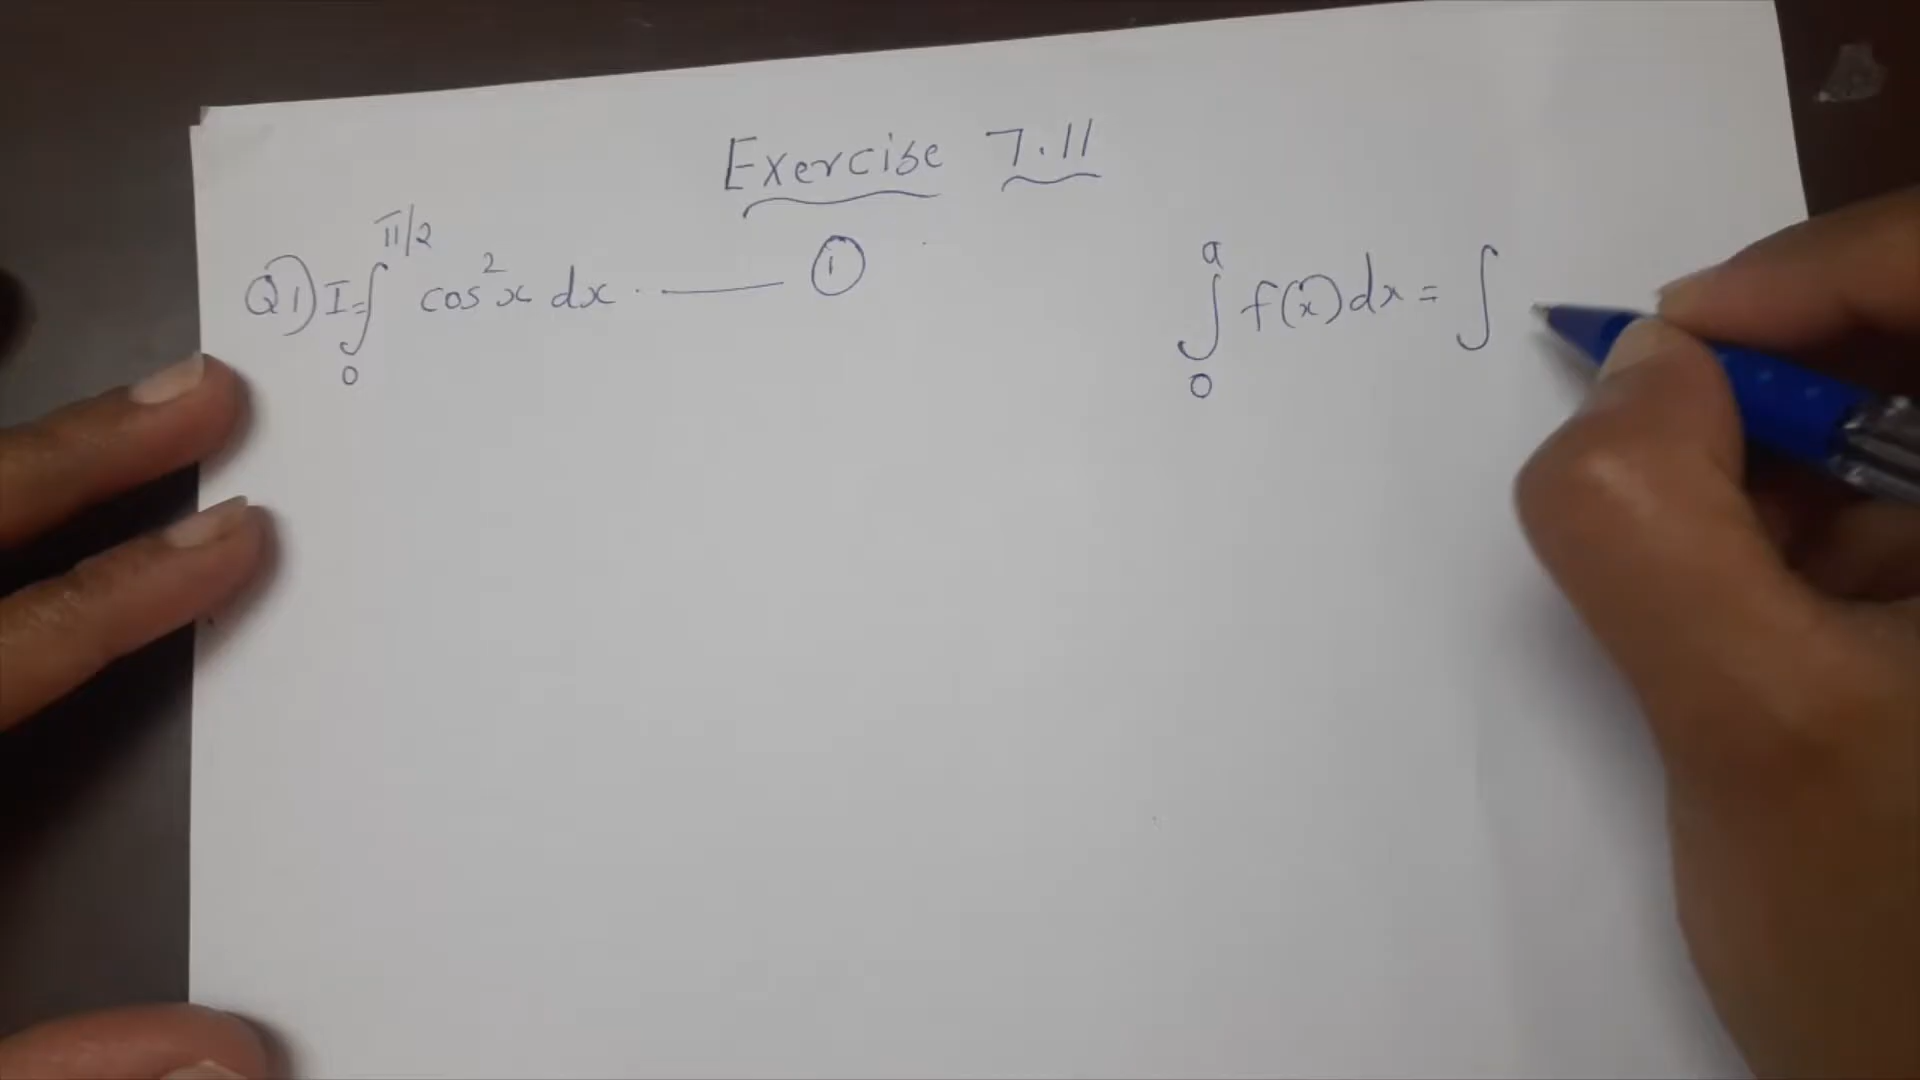 Exercise 7.11
Q1) I = ∫₀^{π/2} cos²x dx. —— ①
∫₀^a f(x)dx = ∫